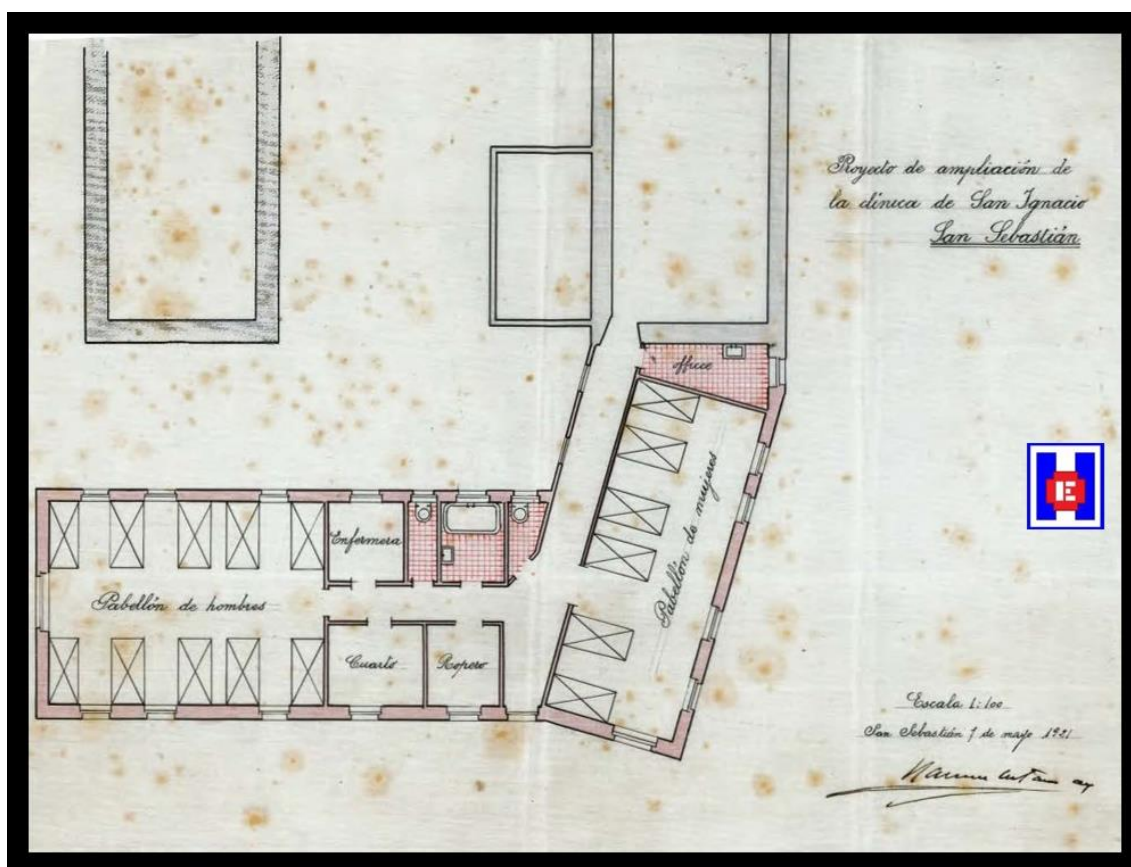 Proyecto de ampliación de
la clínica de San Ignacio
San Sebastián
office
Pabellón de mujeres
Enfermera
Pabellón de hombres
Cuarto
Ropero
Escala 1:100
San Sebastián 7 de mayo 1921
E